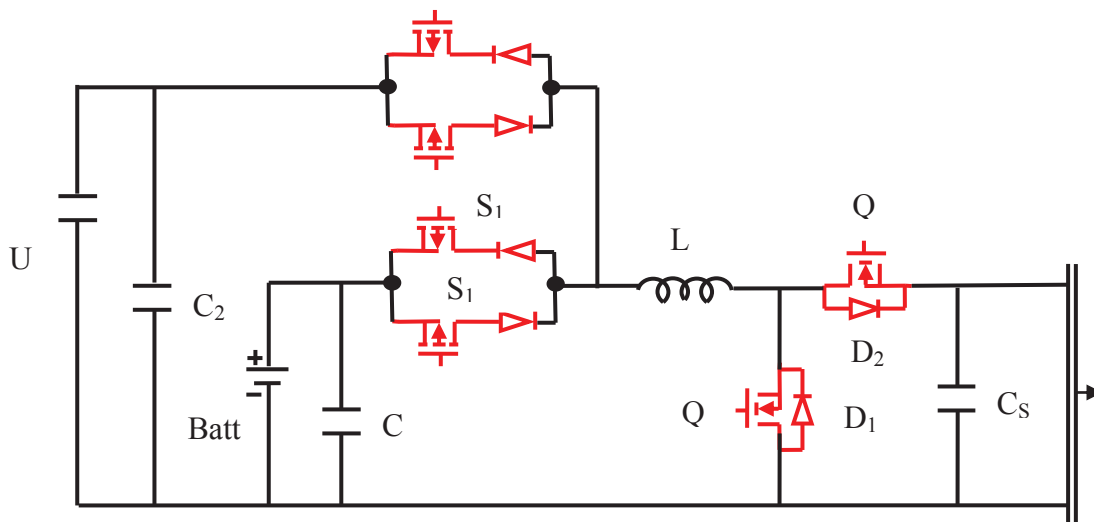 S₁
Q
L
U
S₁
C₂
+
D₂
−
Batt
C
Q
D₁
Cₛ